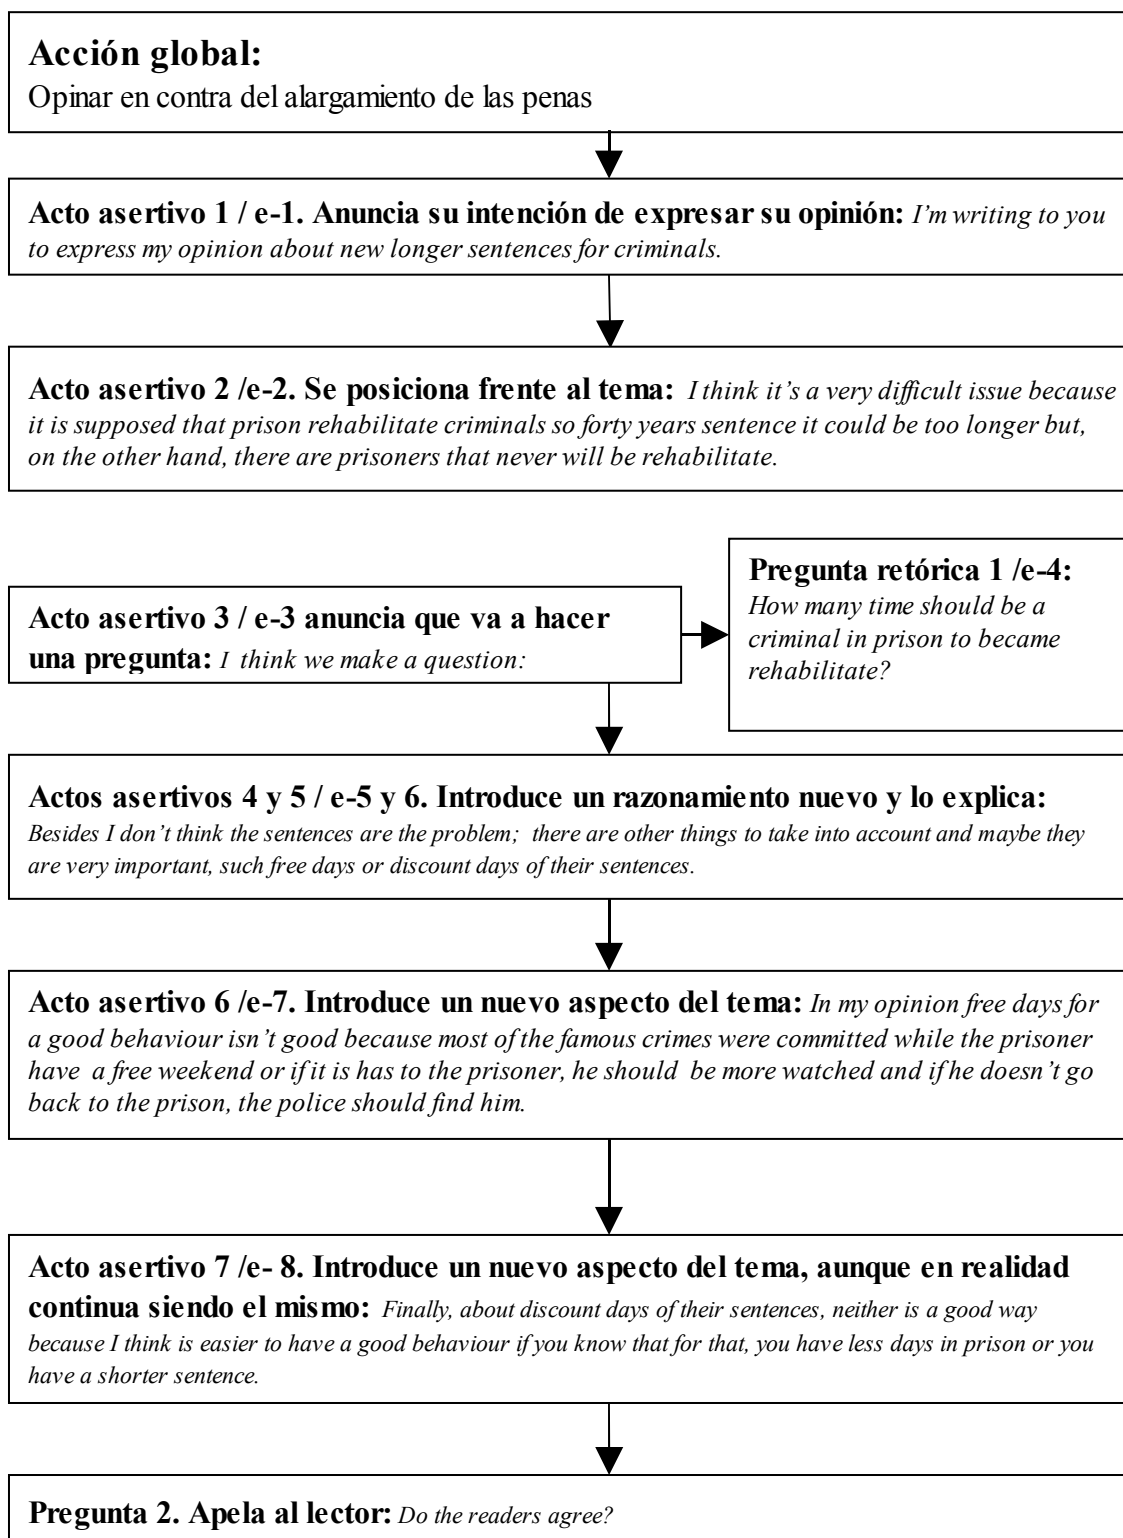 Acción global:
Opinar en contra del alargamiento de las penas
Acto asertivo 1 / e-1. Anuncia su intención de expresar su opinión: I'm writing to you
to express my opinion about new longer sentences for criminals.
Acto asertivo 2 /e-2. Se posiciona frente al tema: I think it's a very difficult issue because
it is supposed that prison rehabilitate criminals so forty years sentence it could be too longer but,
on the other hand, there are prisoners that never will be rehabilitate.
Acto asertivo 3 / e-3 anuncia que va a hacer
una pregunta: I think we make a question:
Pregunta retórica 1 /e-4:
How many time should be a
criminal in prison to became
rehabilitate?
Actos asertivos 4 y 5 / e-5 y 6. Introduce un razonamiento nuevo y lo explica:
Besides I don't think the sentences are the problem; there are other things to take into account and maybe they
are very important, such free days or discount days of their sentences.
Acto asertivo 6 /e-7. Introduce un nuevo aspecto del tema: In my opinion free days for
a good behaviour isn't good because most of the famous crimes were committed while the prisoner
have a free weekend or if it is has to the prisoner, he should be more watched and if he doesn't go
back to the prison, the police should find him.
Acto asertivo 7 /e- 8. Introduce un nuevo aspecto del tema, aunque en realidad
continua siendo el mismo: Finally, about discount days of their sentences, neither is a good way
because I think is easier to have a good behaviour if you know that for that, you have less days in prison or you
have a shorter sentence.
Pregunta 2. Apela al lector: Do the readers agree?